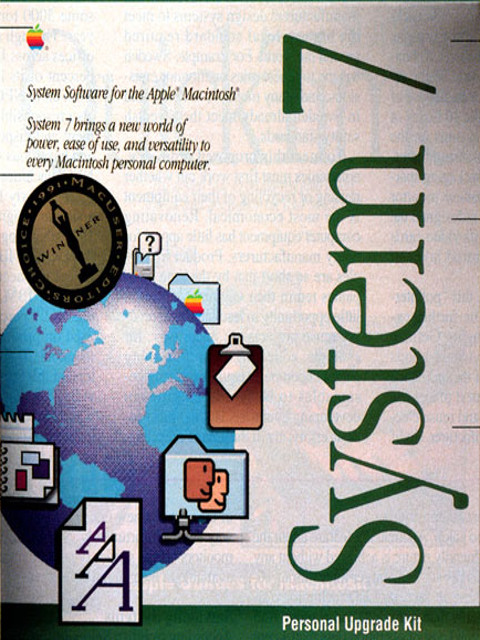 System Software for the Apple® Macintosh®
System 7 brings a new world of
power, ease of use, and versatility to
every Macintosh personal computer.
1991 MACUSER
EDITORS' CHOICE
WINNER
?
AAA
System 7
Personal Upgrade Kit